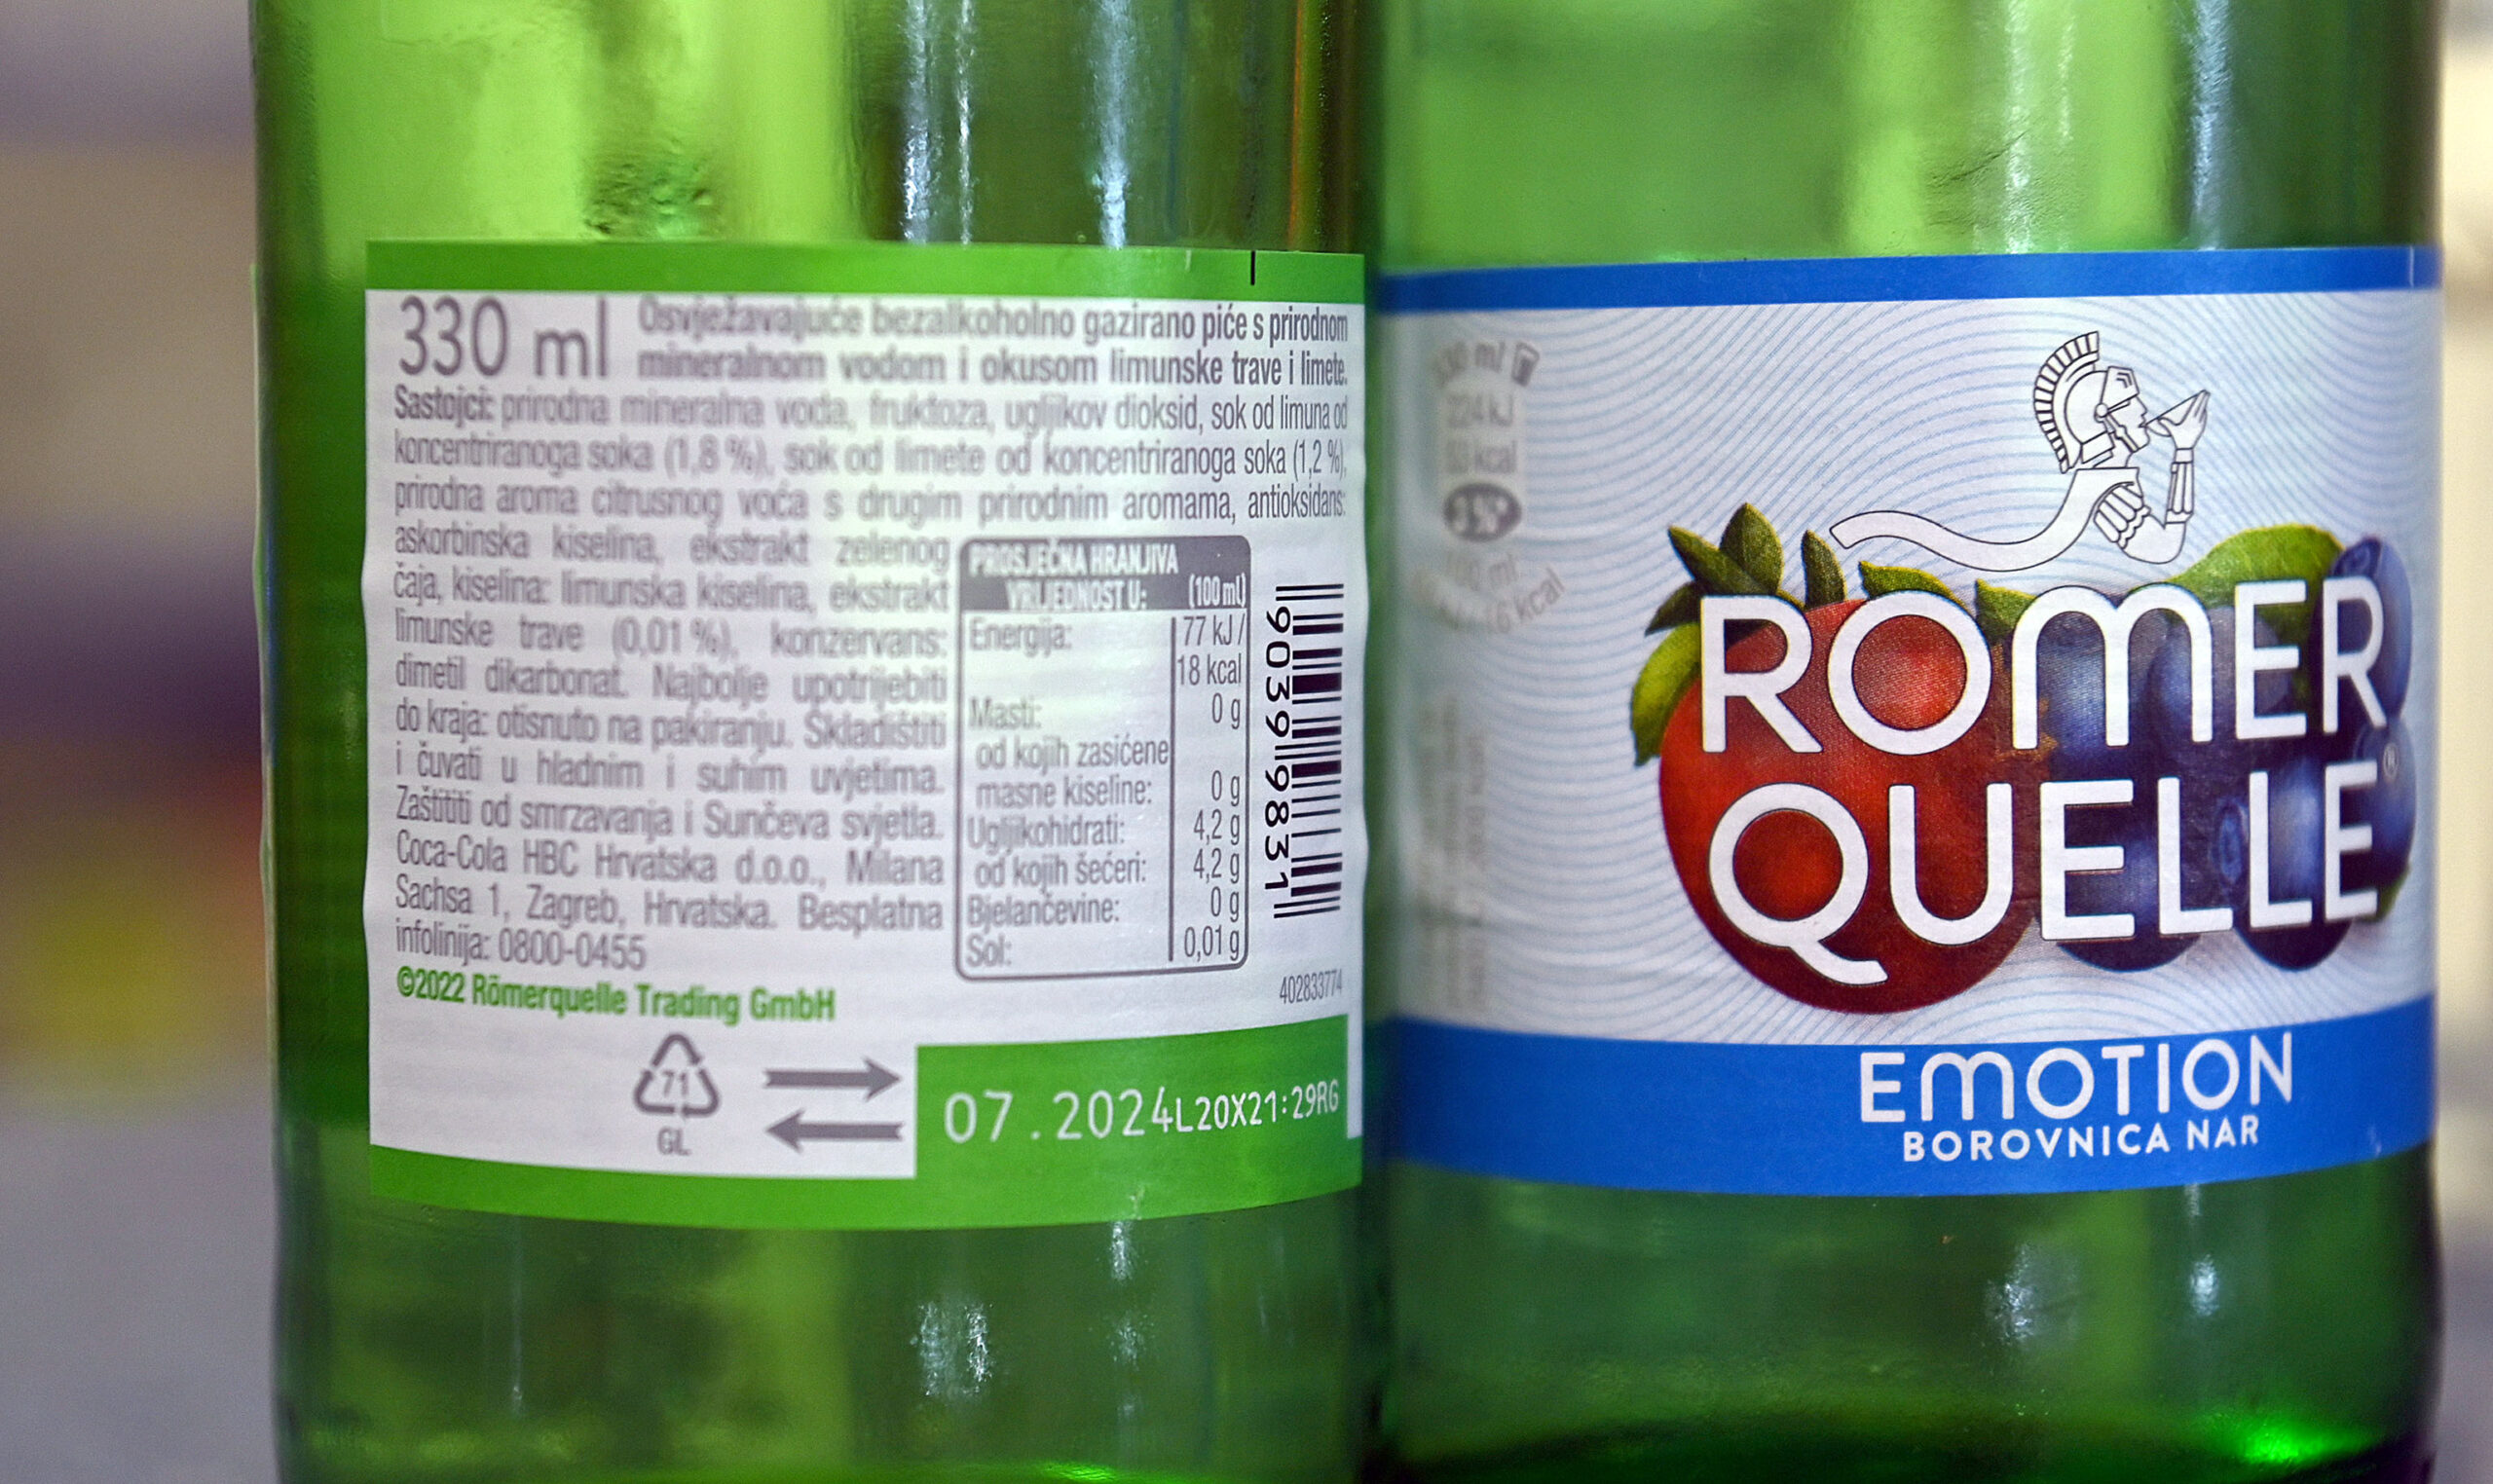 330 ml
Osvježavajuće bezalkoholno gazirano piće s prirodnom
mineralnom vodom i okusom limunske trave i limete.
Sastojci: prirodna mineralna voda, fruktoza, ugljikov dioksid, sok od limuna od
koncentriranoga soka (1,8 %), sok od limete od koncentriranoga soka (1,2 %),
prirodna aroma citrusnog voća s drugim prirodnim aromama, antioksidans:
askorbinska kiselina, ekstrakt zelenog
čaja, kiselina: limunska kiselina, ekstrakt
limunske trave (0,01 %), konzervans:
dimetil dikarbonat. Najbolje upotrijebiti
do kraja: otisnuto na pakiranju. Skladištiti
i čuvati u hladnim i suhim uvjetima.
Zaštititi od smrzavanja i Sunčeva svjetla.
Coca-Cola HBC Hrvatska d.o.o., Milana
Sachsa 1, Zagreb, Hrvatska. Besplatna
infolinija: 0800-0455
©2022 Römerquelle Trading GmbH
PROSJEČNA HRANJIVA
VRIJEDNOST U: (100 ml)
Energija: 77 kJ /
18 kcal
Masti: 0 g
od kojih zasićene
masne kiseline: 0 g
Ugljikohidrati: 4,2 g
od kojih šećeri: 4,2 g
Bjelančevine: 0 g
Sol: 0,01 g
90399831
402833774
71
GL
07.2024L20X21:29RG
ROMER
QUELLE®
EMOTION
BOROVNICA NAR